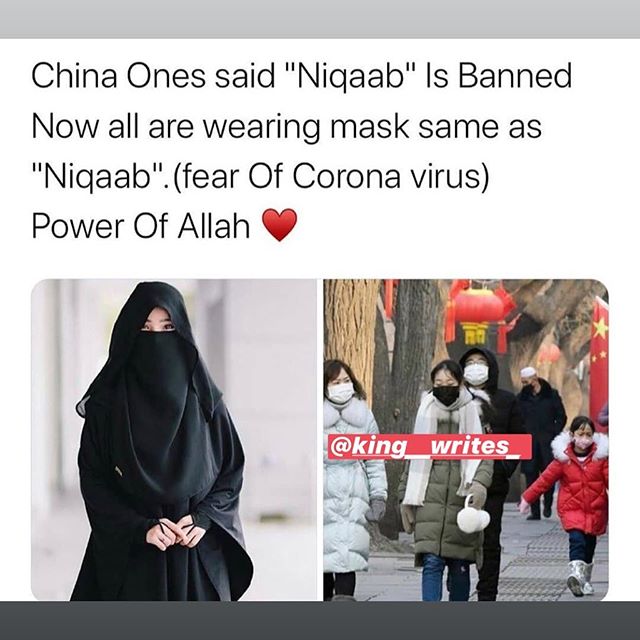 China Ones said "Niqaab" Is Banned
Now all are wearing mask same as
"Niqaab".(fear Of Corona virus)
Power Of Allah ♥️
@king__writes_